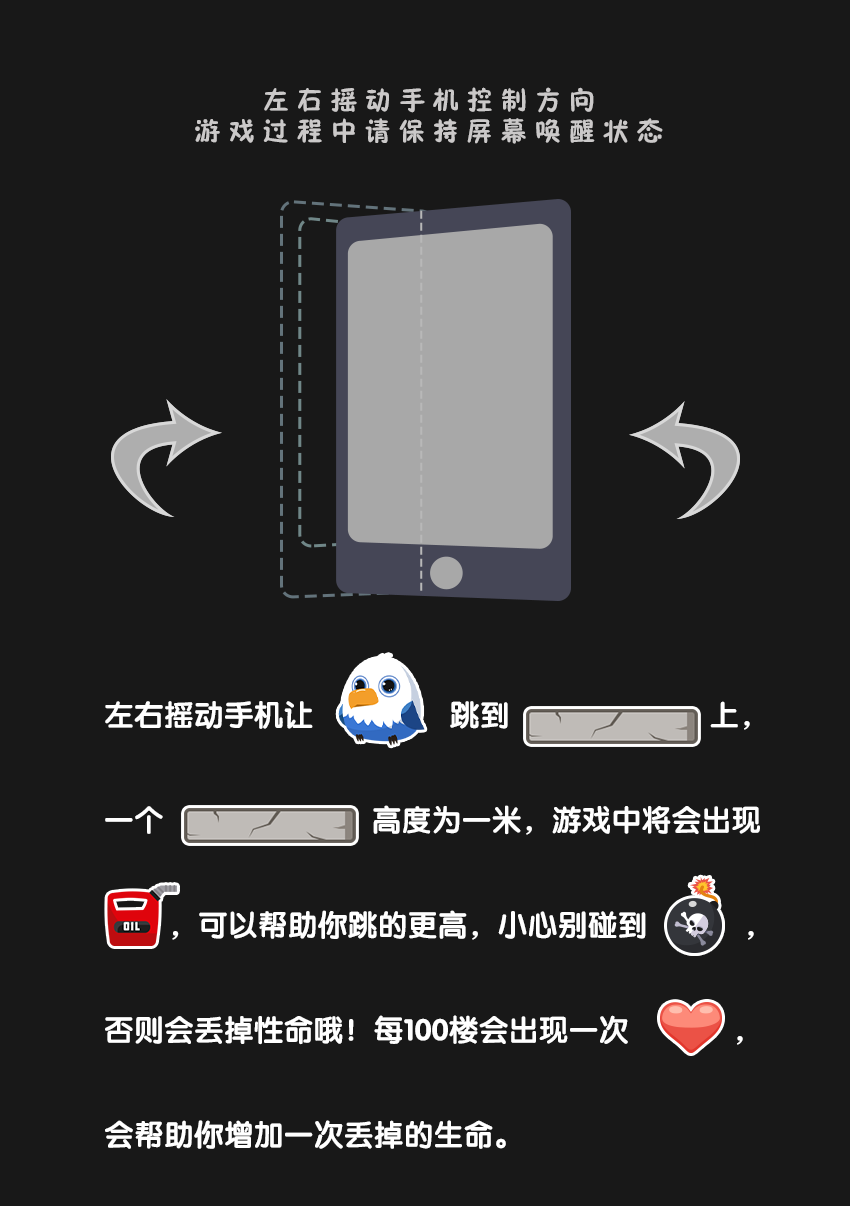 左右摇动手机控制方向
游戏过程中请保持屏幕唤醒状态
左右摇动手机让 跳到 上，
一个 高度为一米，游戏中将会出现
OIL ，可以帮助你跳的更高，小心别碰到 ，
否则会丢掉性命哦！每100楼会出现一次 ，
会帮助你增加一次丢掉的生命。